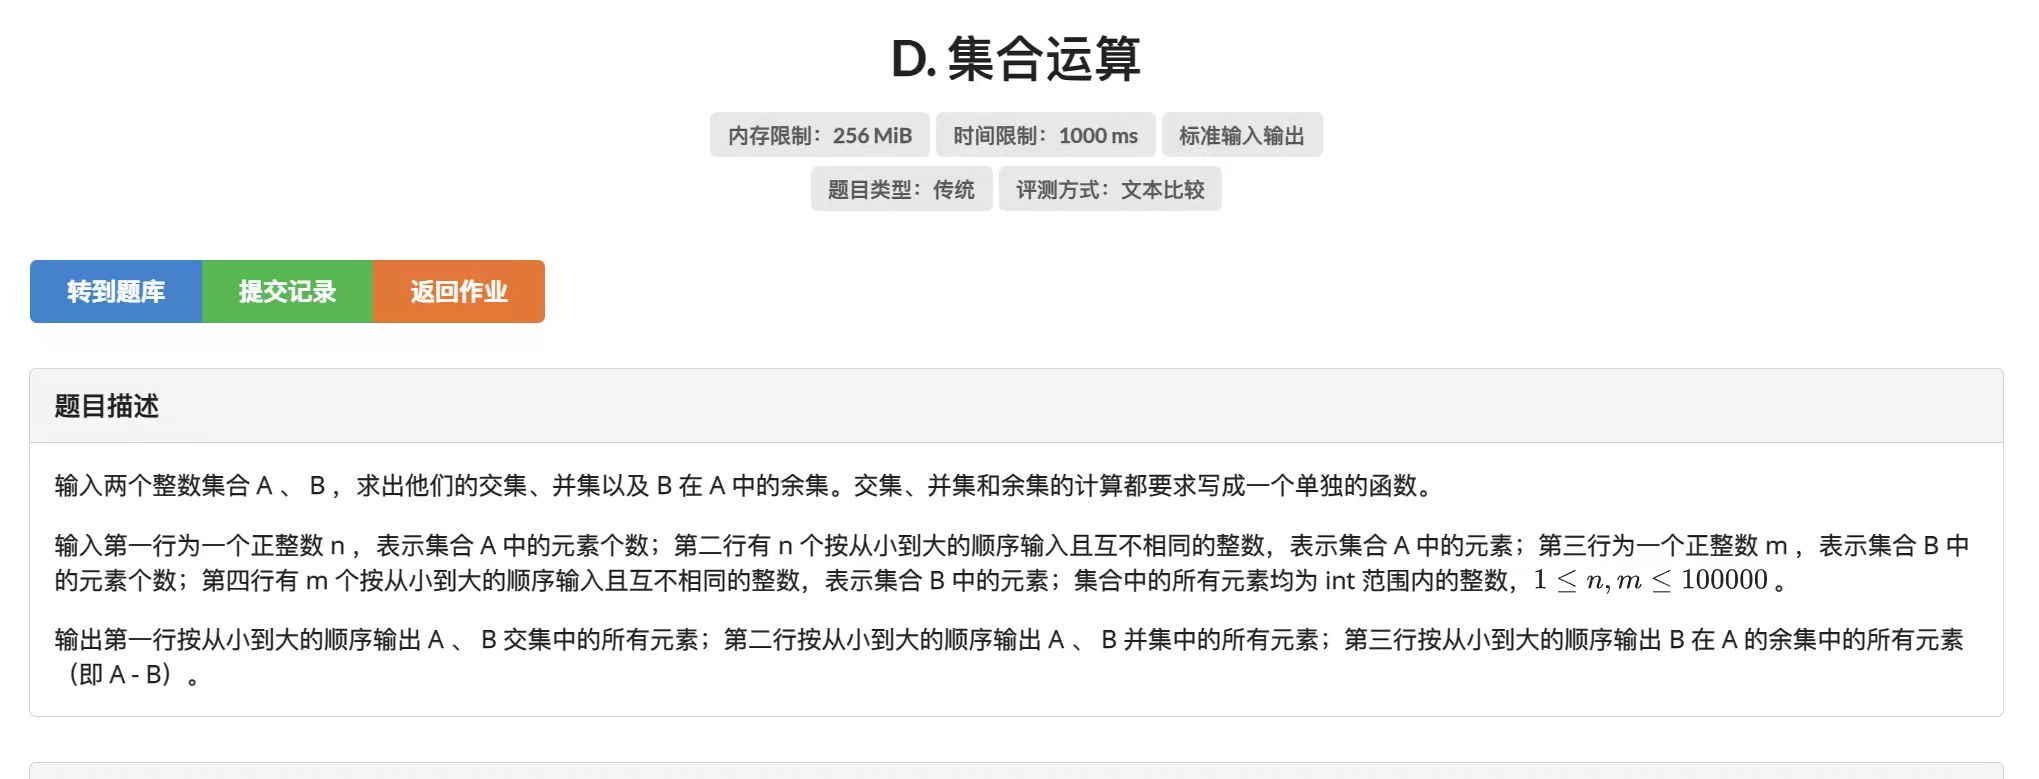 D. 集合运算
内存限制：256 MiB 时间限制：1000 ms 标准输入输出
题目类型：传统 评测方式：文本比较
转到题库 提交记录 返回作业
题目描述
输入两个整数集合 A 、 B ，求出他们的交集、并集以及 B 在 A 中的余集。交集、并集和余集的计算都要求写成一个单独的函数。
输入第一行为一个正整数 n ，表示集合 A 中的元素个数；第二行有 n 个按从小到大的顺序输入且互不相同的整数，表示集合 A 中的元素；第三行为一个正整数 m ，表示集合 B 中
的元素个数；第四行有 m 个按从小到大的顺序输入且互不相同的整数，表示集合 B 中的元素；集合中的所有元素均为 int 范围内的整数，1 ≤ n, m ≤ 100000 。
输出第一行按从小到大的顺序输出 A 、 B 交集中的所有元素；第二行按从小到大的顺序输出 A 、 B 并集中的所有元素；第三行按从小到大的顺序输出 B 在 A 的余集中的所有元素
（即 A - B）。